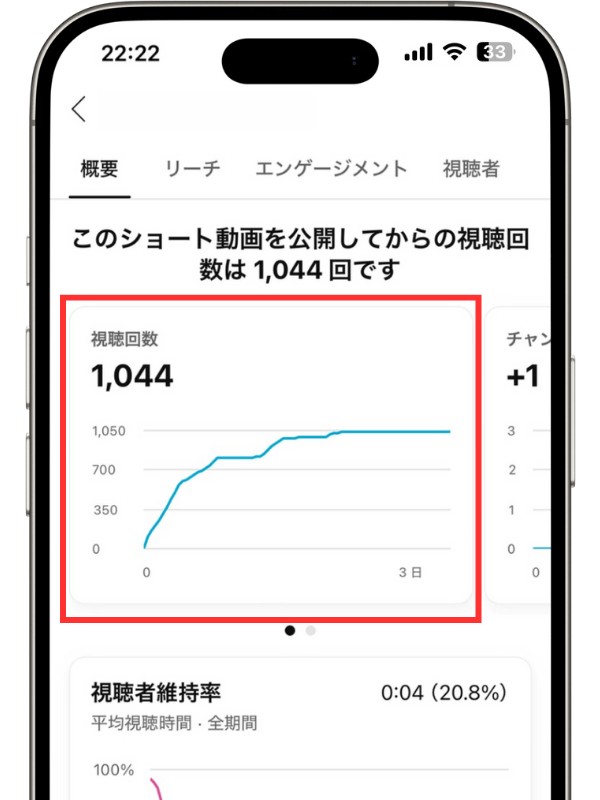 22:22
33
概要 リーチ エンゲージメント 視聴者
このショート動画を公開してからの視聴回
数は 1,044 回です
視聴回数
1,044
1,050
700
350
0
0 3 日
チャン
+1
3
2
1
0
0
視聴者維持率 0:04 (20.8%)
平均視聴時間 · 全期間
100%